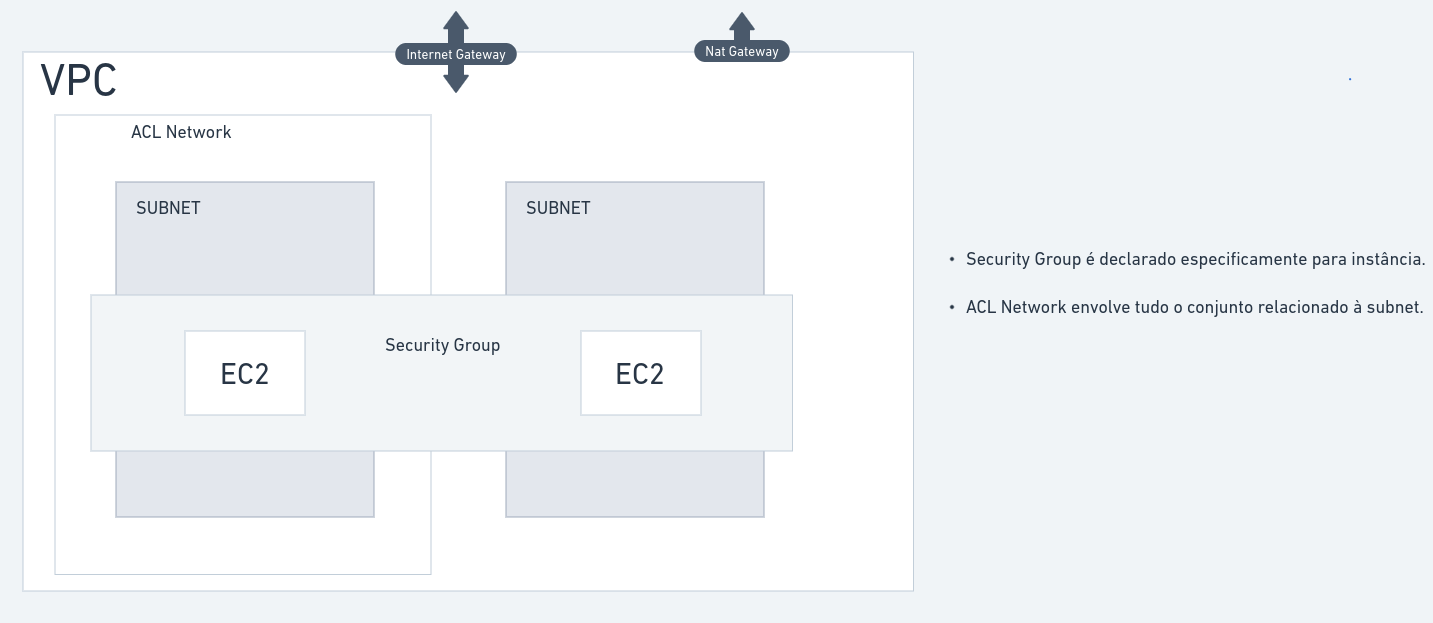 Internet Gateway
Nat Gateway
VPC
ACL Network
SUBNET
SUBNET
• Security Group é declarado especificamente para instância.
• ACL Network envolve tudo o conjunto relacionado à subnet.
Security Group
EC2
EC2